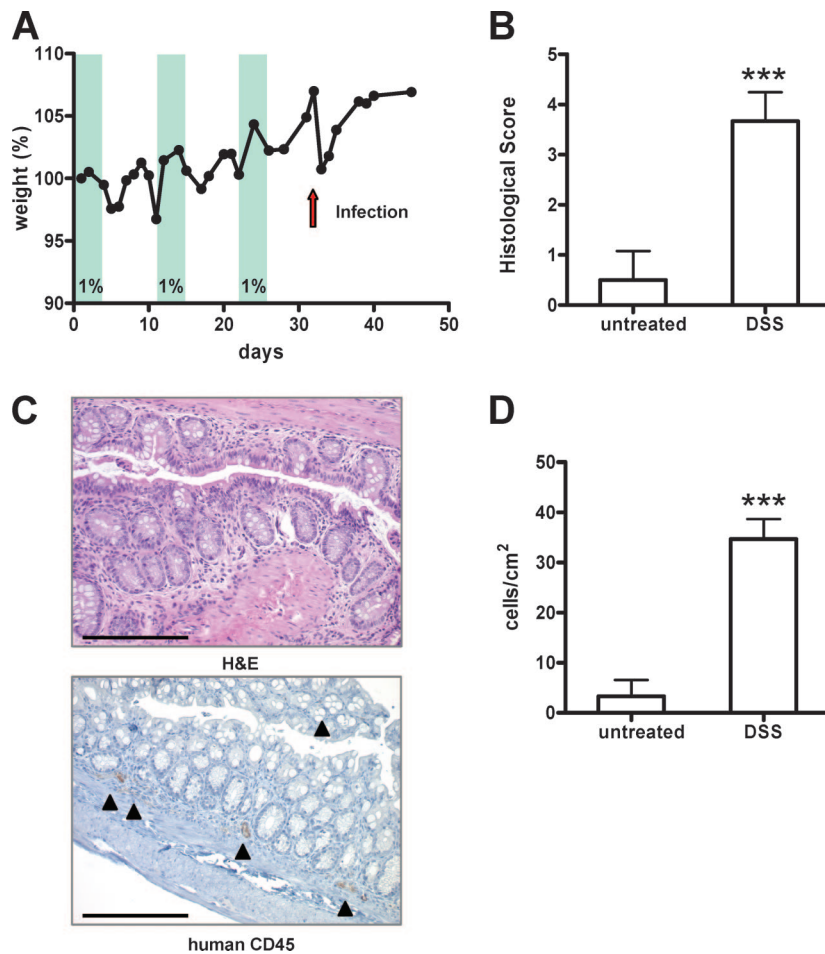 A
110
105
100
95
90
weight (%)
1%
1%
1%
Infection
0
10
20
30
40
50
days
B
5
4
3
2
1
0
Histological Score
***
untreated
DSS
C
H&E
human CD45
D
50
40
30
20
10
0
cells/cm²
***
untreated
DSS